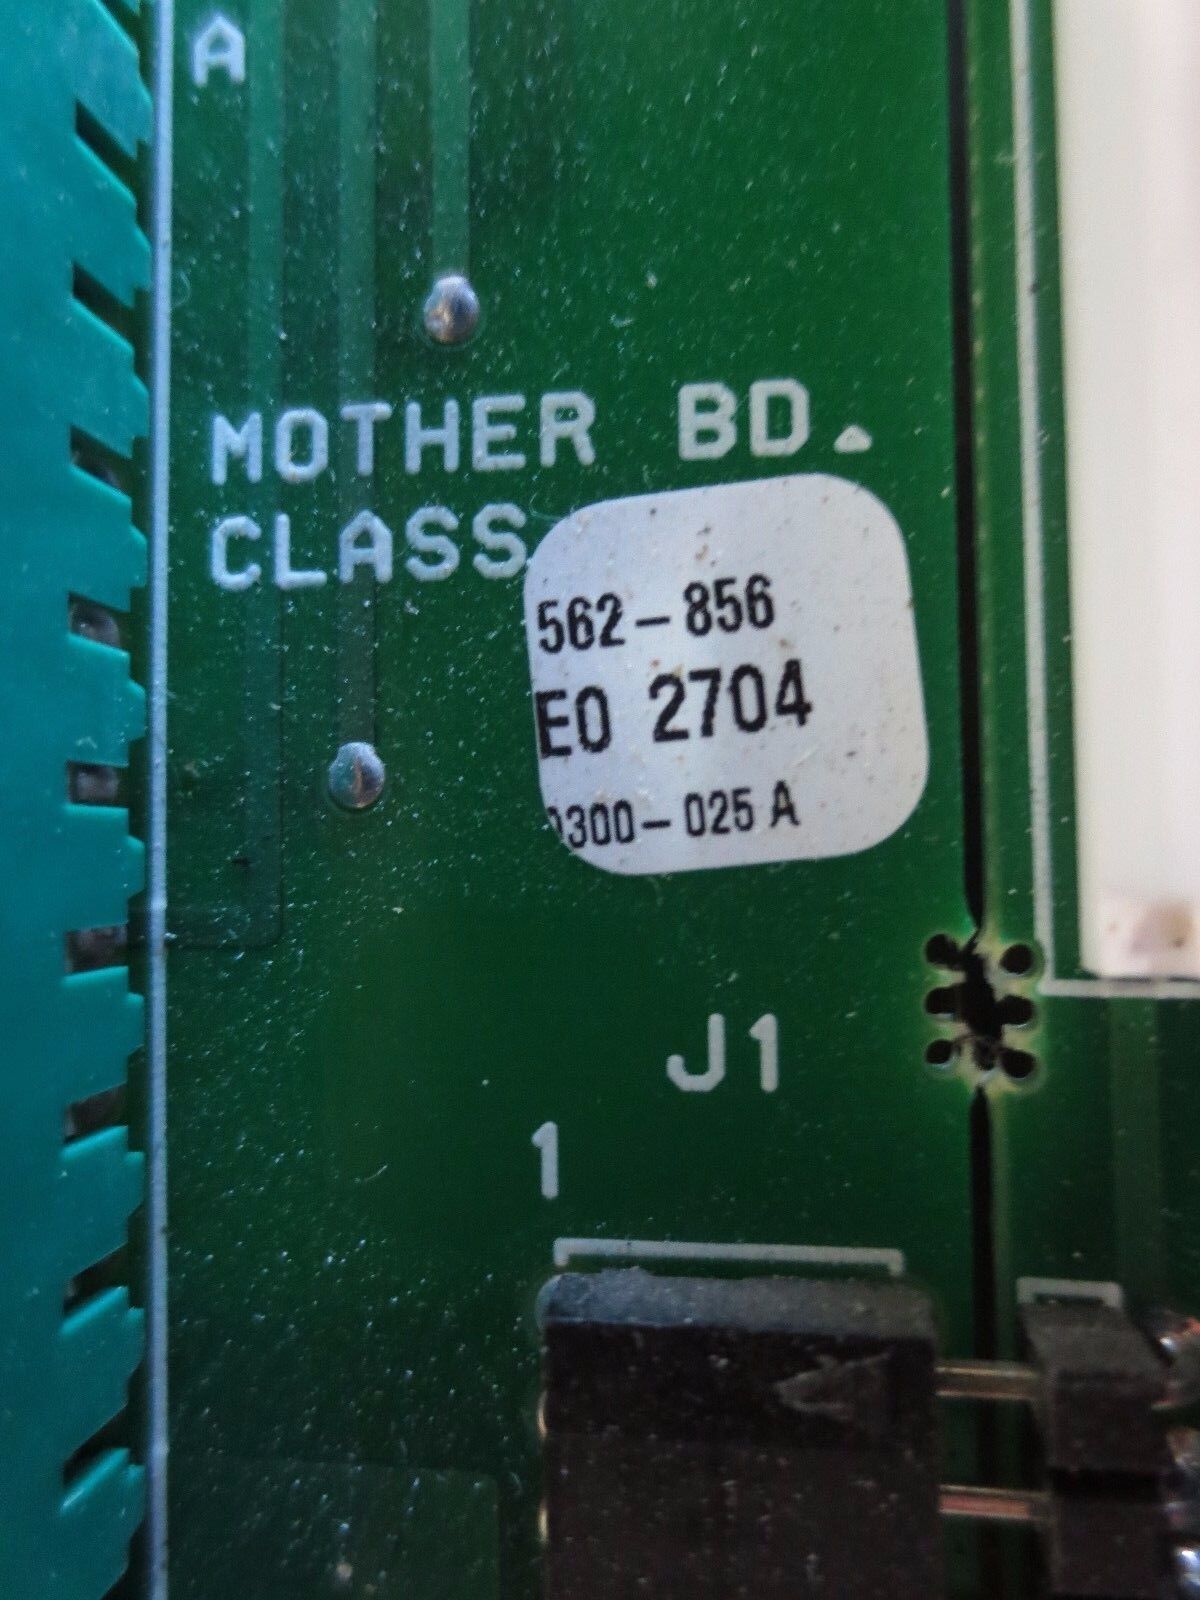 A
MOTHER BD.
CLASS
562-856
EO 2704
0300-025 A
J1
1